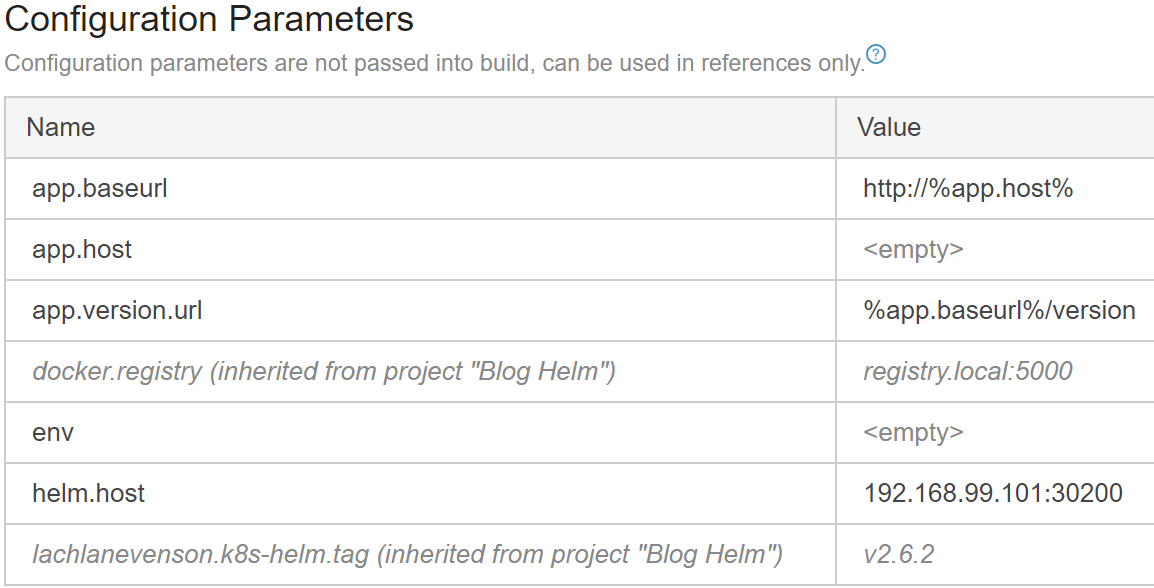 Configuration Parameters
Configuration parameters are not passed into build, can be used in references only.?
Name Value
app.baseurl http://%app.host%
app.host <empty>
app.version.url %app.baseurl%/version
docker.registry (inherited from project "Blog Helm") registry.local:5000
env <empty>
helm.host 192.168.99.101:30200
lachlanevenson.k8s-helm.tag (inherited from project "Blog Helm") v2.6.2